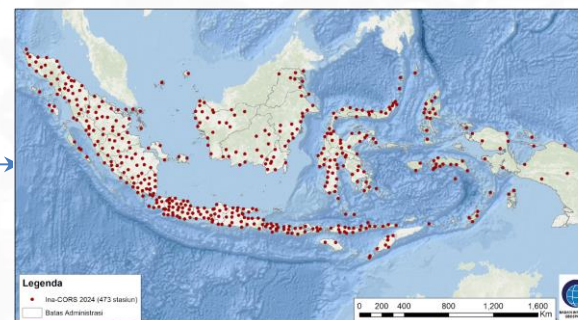 Legenda
Ina-CORS 2024 (473 stasiun)
Batas Administrasi
0 200 400 800 1,200 1,600
Km